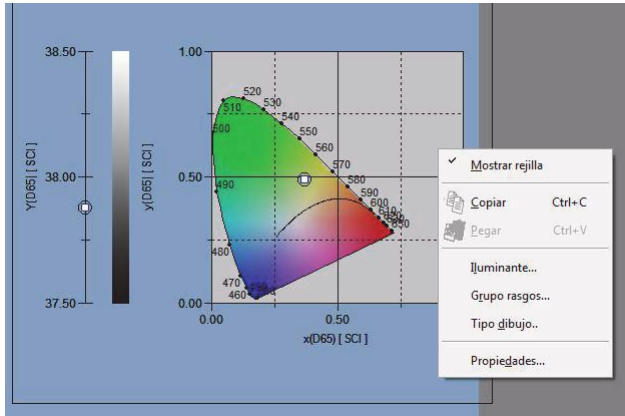 38.50
38.00
37.50
Y(D65) [ SCI ]
y(D65) [ SCI ]
1.00
0.50
0.00
520
510
530
540
500
550
560
570
580
490
590
600
610
620
480
470
460
0.00
0.50
x(D65) [ SCI ]
Mostrar rejilla
Copiar Ctrl+C
Pegar Ctrl+V
Iluminante...
Grupo rasgos...
Tipo dibujo..
Propiedades...